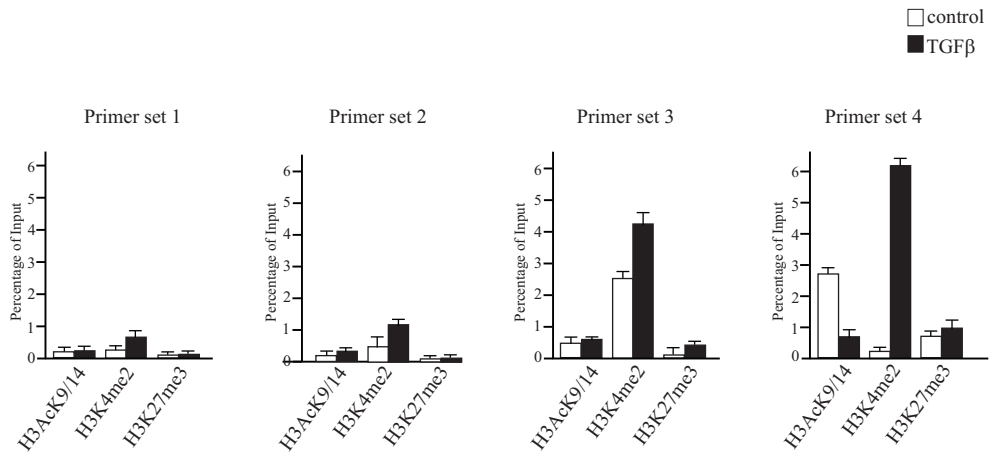 control
TGFβ
Primer set 1
Primer set 2
Primer set 3
Primer set 4
Percentage of Input
6
5
4
3
2
1
0
H3AcK9/14
H3K4me2
H3K27me3
Percentage of Input
6
5
4
3
2
1
0
H3AcK9/14
H3K4me2
H3K27me3
Percentage of Input
6
5
4
3
2
1
0
H3AcK9/14
H3K4me2
H3K27me3
Percentage of Input
6
5
4
3
2
1
0
H3AcK9/14
H3K4me2
H3K27me3